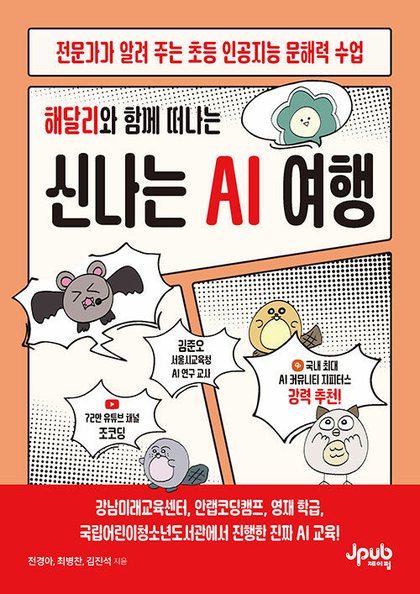 전문가가 알려 주는 초등 인공지능 문해력 수업
해달리와 함께 떠나는
신나는 AI 여행
김준오
서울시교육청
AI 연구 교사
국내 최대
AI 커뮤니티 지피터스
강력 추천!
72만 유튜브 채널
조코딩
강남미래교육센터, 안랩코딩캠프, 영재 학급,
국립어린이청소년도서관에서 진행한 진짜 AI 교육!
전경아, 최병찬, 김진석 지음
Jpub
제이펍